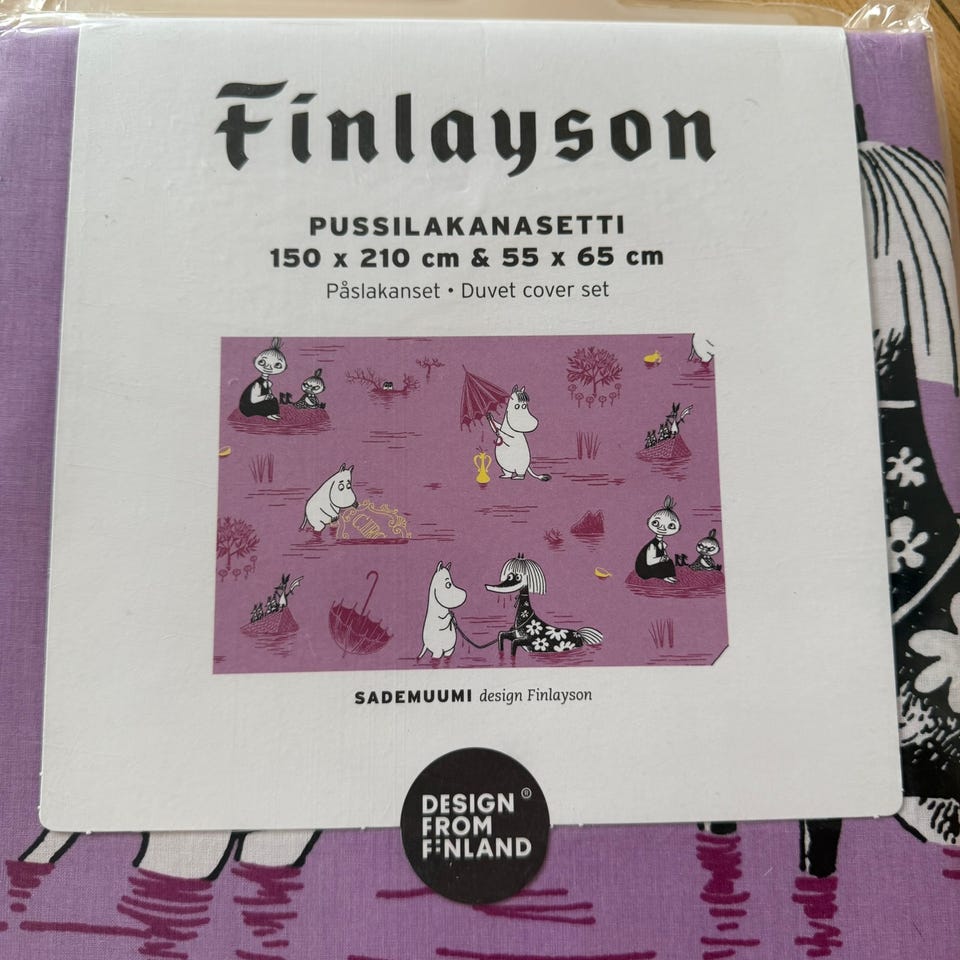 Finlayson
PUSSILAKANASETTI
150 x 210 cm & 55 x 65 cm
Påslakanset • Duvet cover set
SADEMUUMI design Finlayson
DESIGN ®
FROM
FINLAND